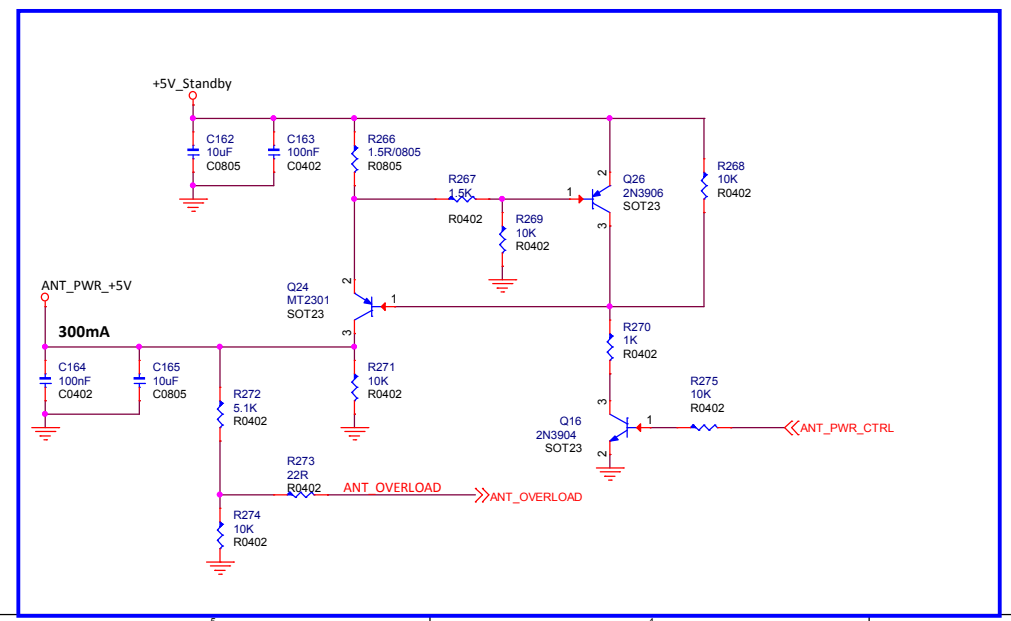 +5V_Standby
C162
10uF
C0805
C163
100nF
C0402
R266
1.5R/0805
R0805
R267
1.5K
R0402
R269
10K
R0402
1
2
3
Q26
2N3906
SOT23
R268
10K
R0402
ANT_PWR_+5V
300mA
C164
100nF
C0402
C165
10uF
C0805
Q24
MT2301
SOT23
2
1
3
R271
10K
R0402
R272
5.1K
R0402
R270
1K
R0402
R275
10K
R0402
Q16
2N3904
SOT23
3
1
2
ANT_PWR_CTRL
R273
22R
R0402
ANT_OVERLOAD
ANT_OVERLOAD
R274
10K
R0402